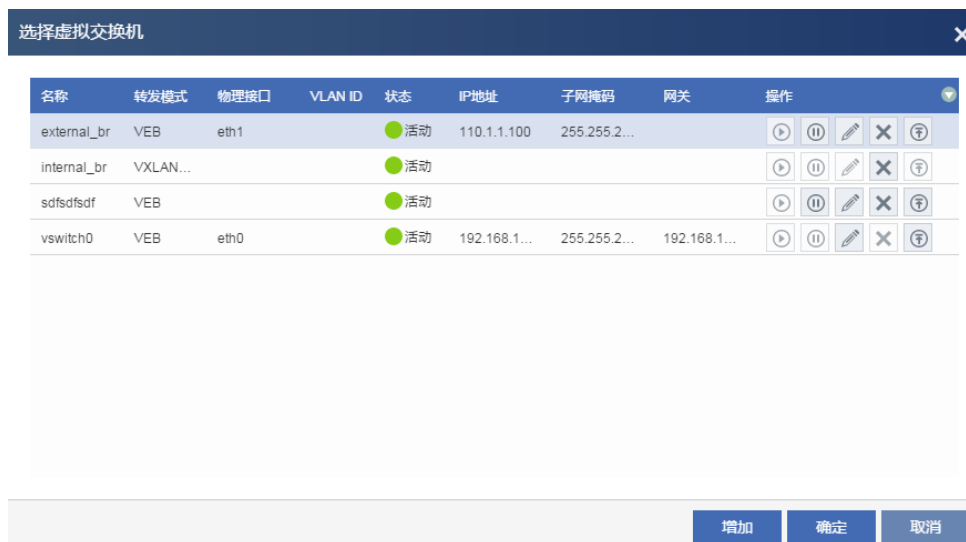 选择虚拟交换机
名称 转发模式 物理接口 VLAN ID 状态 IP地址 子网掩码 网关 操作
external_br VEB eth1 活动 110.1.1.100 255.255.2...
internal_br VXLAN... 活动
sdfsdfsdf VEB 活动
vswitch0 VEB eth0 活动 192.168.1... 255.255.2... 192.168.1...
增加 确定 取消